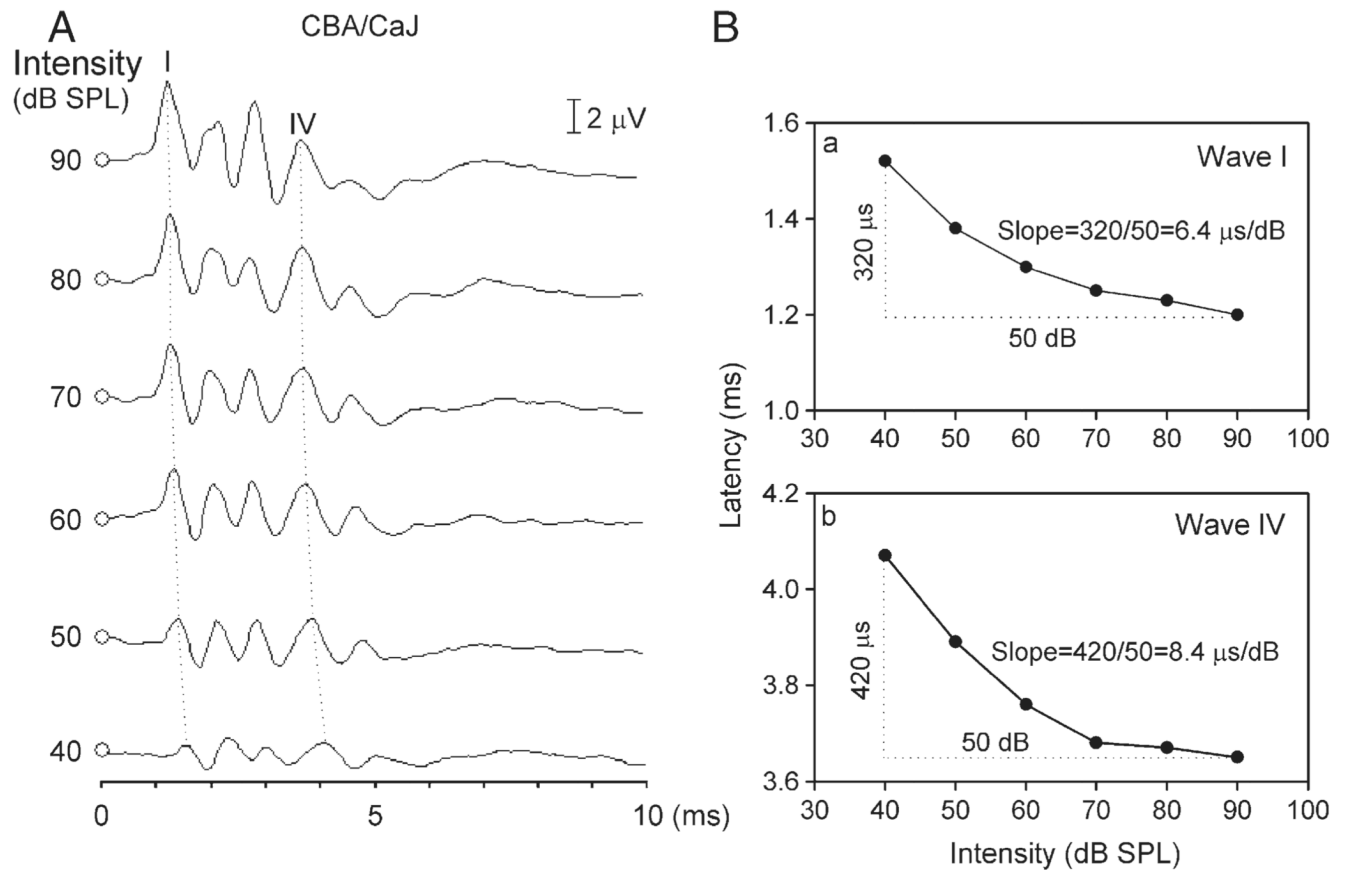 A
CBA/CaJ
Intensity
(dB SPL)
I
IV
2 μV
90
80
70
60
50
40
0
5
10 (ms)
B
Latency (ms)
a
Wave I
1.6
1.4
1.2
1.0
320 μs
Slope=320/50=6.4 μs/dB
50 dB
30 40 50 60 70 80 90 100
b
Wave IV
4.2
4.0
3.8
3.6
420 μs
Slope=420/50=8.4 μs/dB
50 dB
30 40 50 60 70 80 90 100
Intensity (dB SPL)